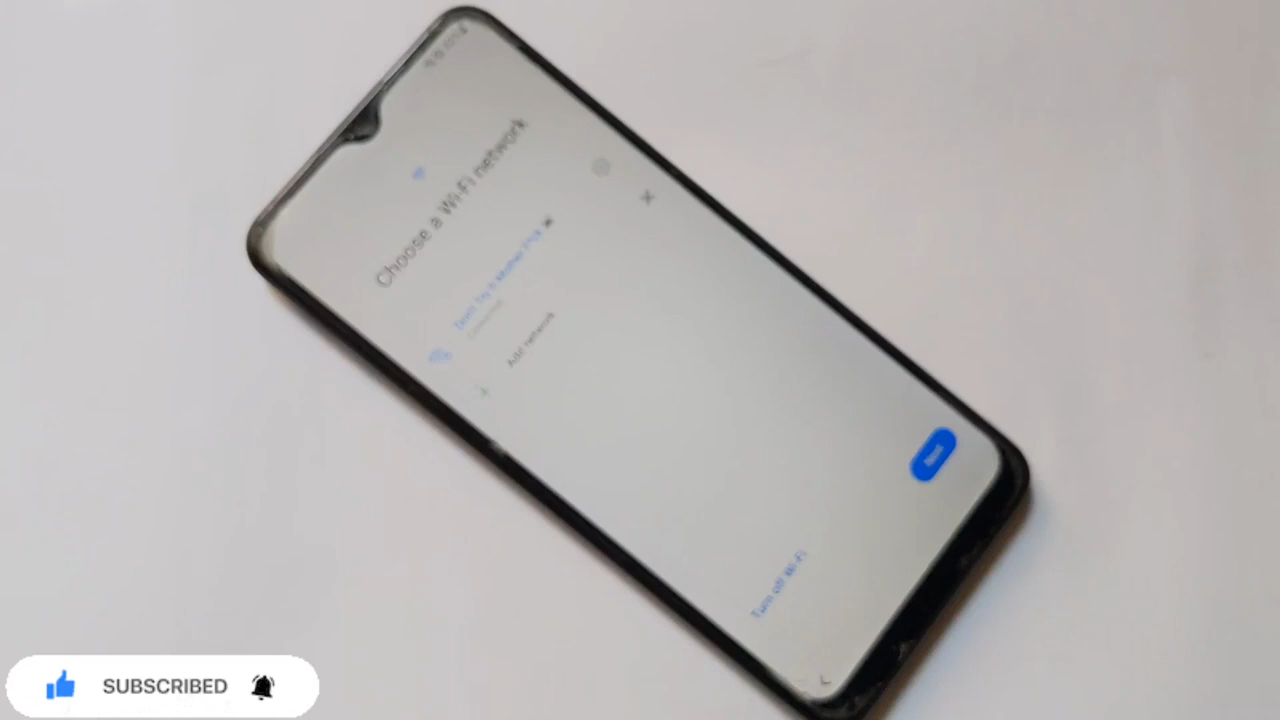 Choose a Wi-Fi network
Add network
Next
Turn off Wi-Fi
SUBSCRIBED